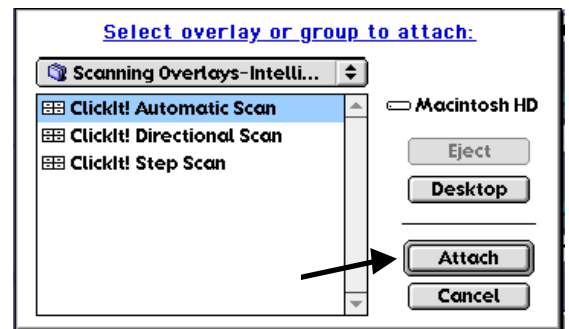 Select overlay or group to attach:
Scanning Overlays-Intelli...
ClickIt! Automatic Scan
ClickIt! Directional Scan
ClickIt! Step Scan
Macintosh HD
Eject
Desktop
Attach
Cancel